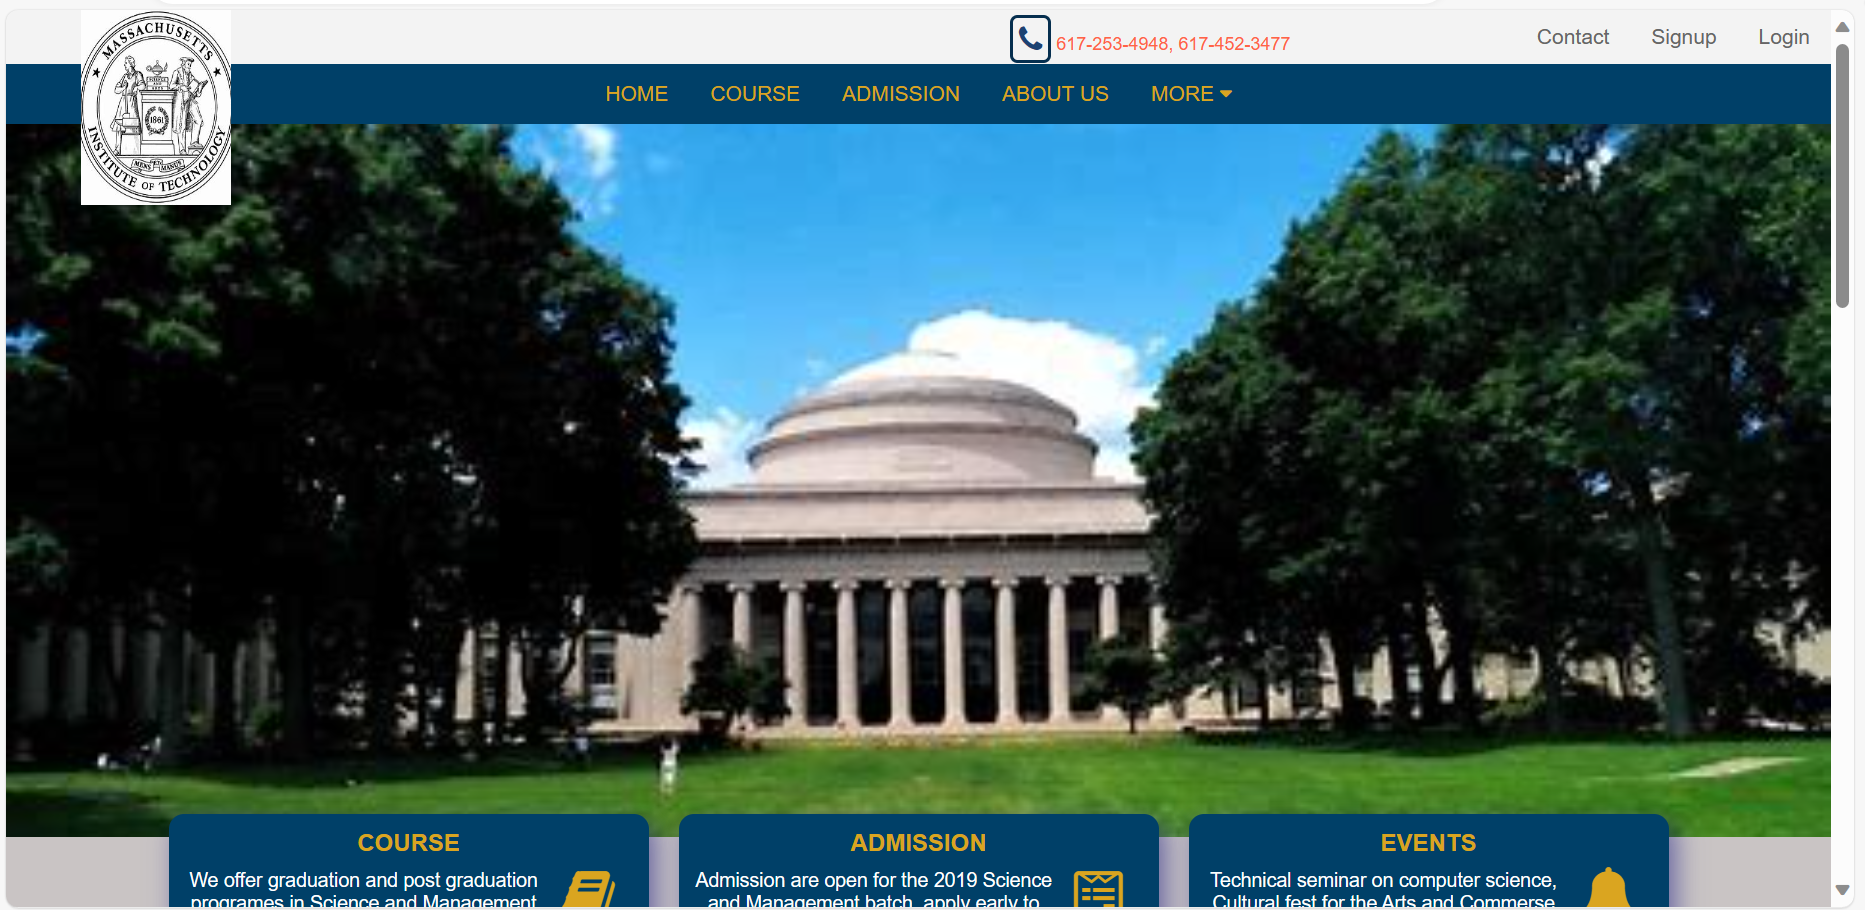 MASSACHUSETTS
INSTITUTE OF TECHNOLOGY
1861
MENS ET MANUS
617-253-4948, 617-452-3477
Contact Signup Login
HOME COURSE ADMISSION ABOUT US MORE
COURSE
We offer graduation and post graduation
programes in Science and Management
ADMISSION
Admission are open for the 2019 Science
and Management batch, apply early to
EVENTS
Technical seminar on computer science,
Cultural fest for the Arts and Commerse